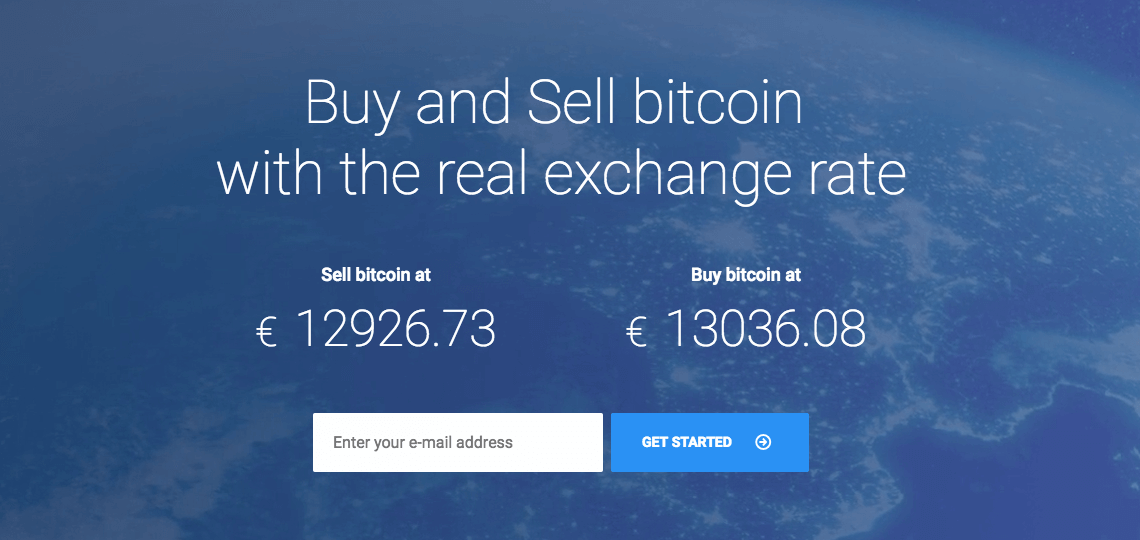 Buy and Sell bitcoin
with the real exchange rate
Sell bitcoin at
Buy bitcoin at
€ 12926.73
€ 13036.08
Enter your e-mail address
GET STARTED